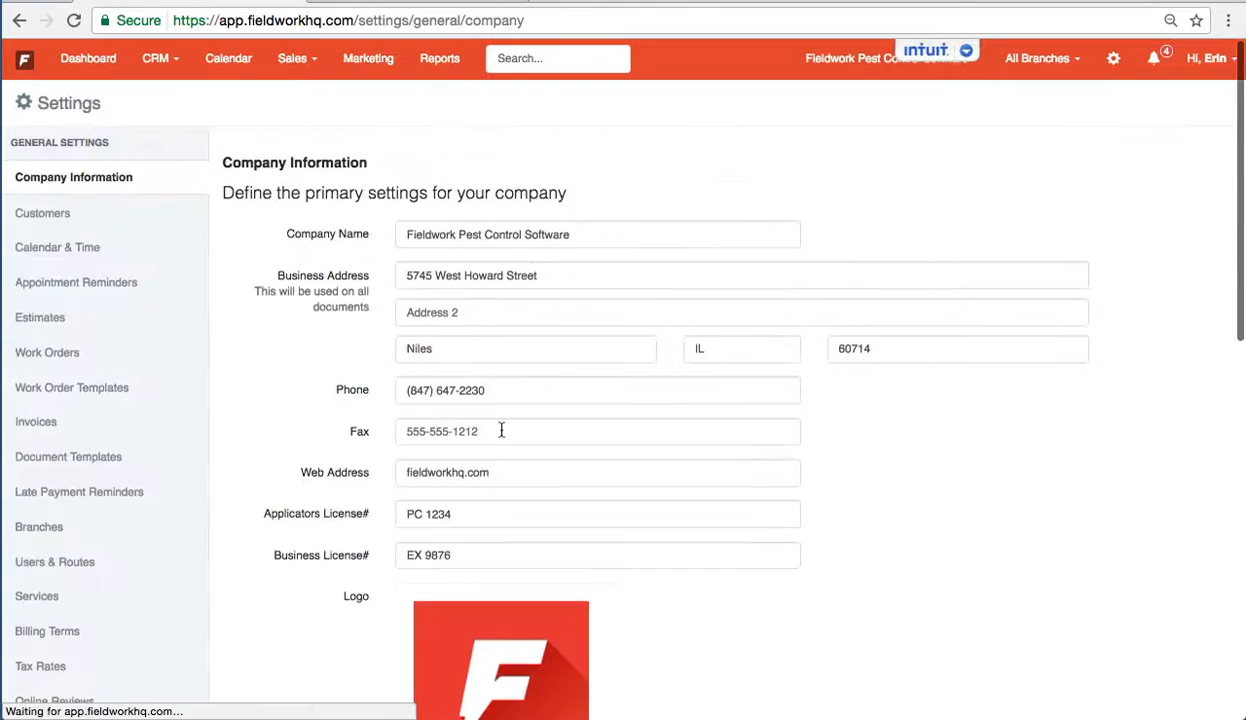 Secure https://app.fieldworkhq.com/settings/general/company
F Dashboard CRM Calendar Sales Marketing Reports Search... Fieldwork Pest intuit All Branches 4 Hi, Erin
Settings
GENERAL SETTINGS
Company Information
Customers
Calendar & Time
Appointment Reminders
Estimates
Work Orders
Work Order Templates
Invoices
Document Templates
Late Payment Reminders
Branches
Users & Routes
Services
Billing Terms
Tax Rates
Online Reviews
Company Information
Define the primary settings for your company
Company Name Fieldwork Pest Control Software
Business Address 5745 West Howard Street
This will be used on all
documents
Address 2
Niles IL 60714
Phone (847) 647-2230
Fax 555-555-1212
Web Address fieldworkhq.com
Applicators License# PC 1234
Business License# EX 9876
Logo
F
Waiting for app.fieldworkhq.com...